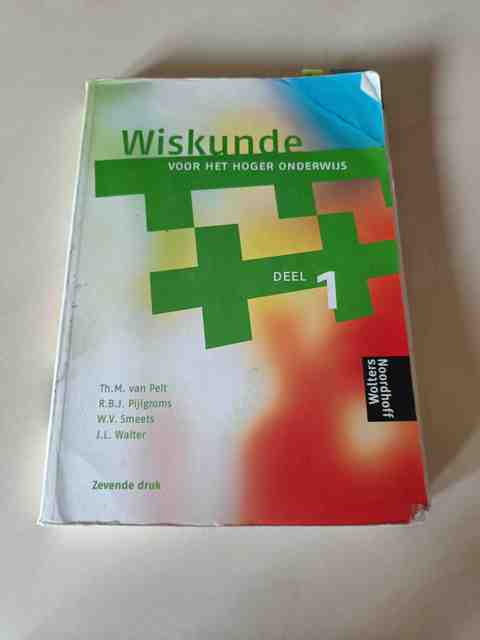 Wiskunde
VOOR HET HOGER ONDERWIJS
DEEL 1
Wolters
Noordhoff
Th.M. van Pelt
R.B.J. Pijlgroms
W.V. Smeets
J.L. Walter
Zevende druk